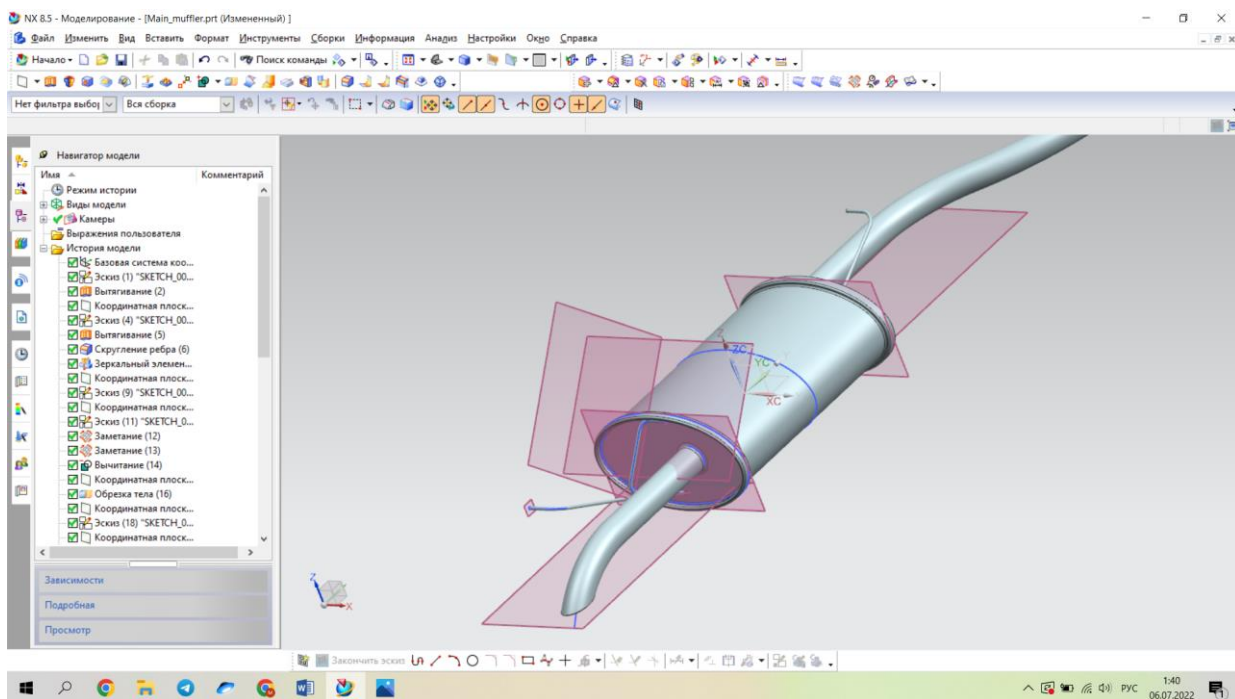 NX 8.5 - Моделирование - [Main_muffler.prt (Измененный) ]
Файл Изменить Вид Вставить Формат Инструменты Сборки Информация Анализ Настройки Окно Справка
Начало Поиск команды
Нет фильтра выбор Вся сборка
Навигатор модели
Имя Комментарий
Режим истории
Виды модели
Камеры
Выражения пользователя
История модели
Базовая система коо...
Эскиз (1) "SKETCH_00...
Вытягивание (2)
Координатная плоск...
Эскиз (4) "SKETCH_00...
Вытягивание (5)
Скругление ребра (6)
Зеркальный элемен...
Координатная плоск...
Эскиз (9) "SKETCH_00...
Координатная плоск...
Эскиз (11) "SKETCH_0...
Заметание (12)
Заметание (13)
Вычитание (14)
Координатная плоск...
Обрезка тела (16)
Координатная плоск...
Эскиз (18) "SKETCH_0...
Координатная плоск...
Зависимости
Подробная
Просмотр
ZC
YC
XC
Z
X
Закончить эскиз
РУС
1:40
06.07.2022